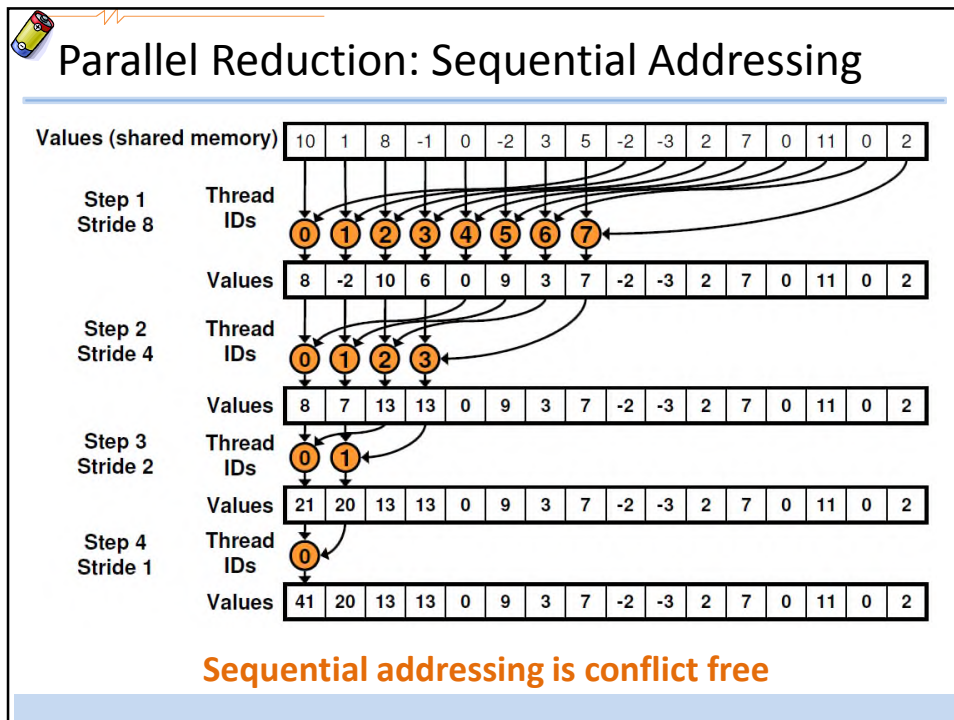 Parallel Reduction: Sequential Addressing
Values (shared memory) 10 1 8 -1 0 -2 3 5 -2 -3 2 7 0 11 0 2
Step 1
Stride 8
Thread
IDs
0 1 2 3 4 5 6 7
Values 8 -2 10 6 0 9 3 7 -2 -3 2 7 0 11 0 2
Step 2
Stride 4
Thread
IDs
0 1 2 3
Values 8 7 13 13 0 9 3 7 -2 -3 2 7 0 11 0 2
Step 3
Stride 2
Thread
IDs
0 1
Values 21 20 13 13 0 9 3 7 -2 -3 2 7 0 11 0 2
Step 4
Stride 1
Thread
IDs
0
Values 41 20 13 13 0 9 3 7 -2 -3 2 7 0 11 0 2
Sequential addressing is conflict free